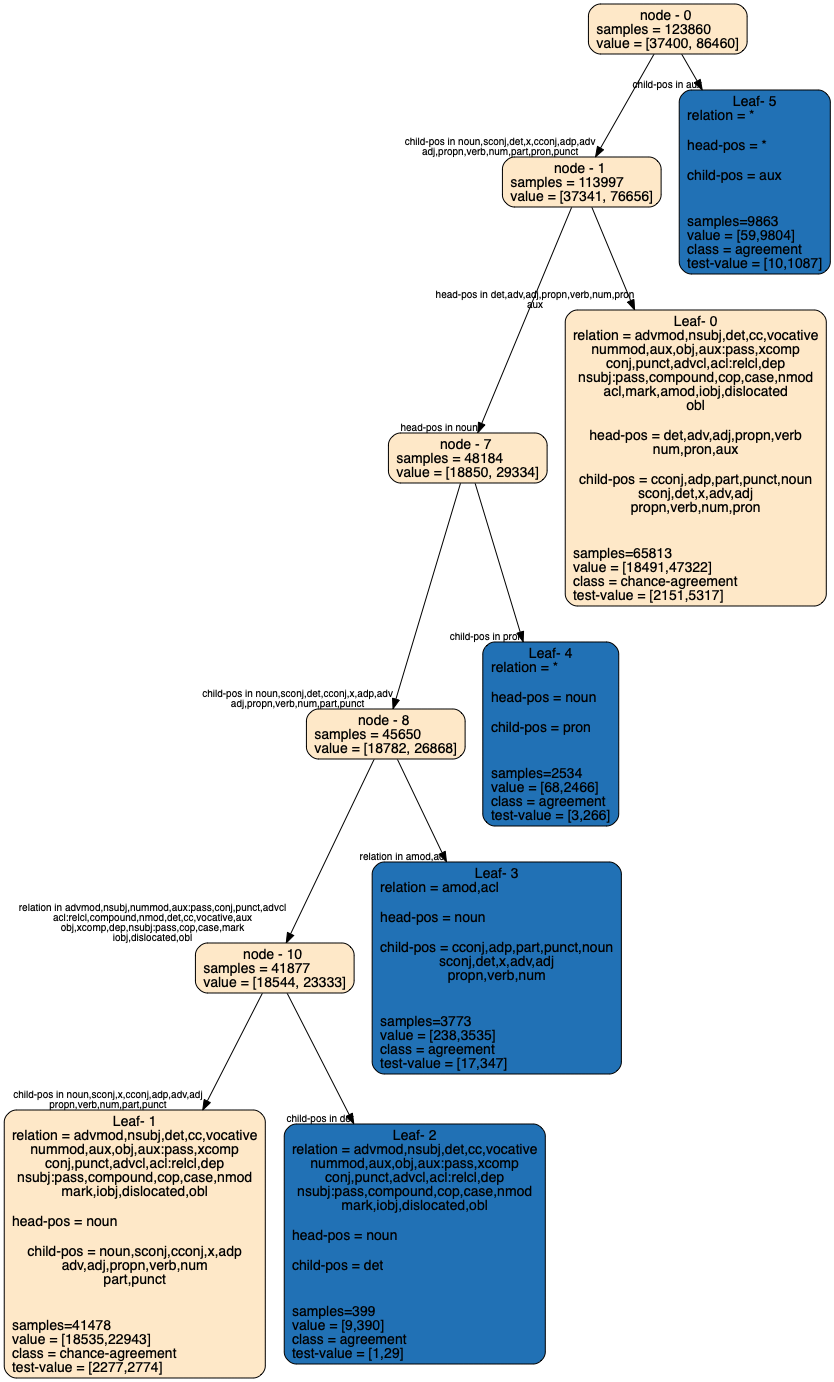 node - 0
samples = 123860
value = [37400, 86460]
child-pos in aux
Leaf- 5
relation = *
head-pos = *
child-pos = aux
samples=9863
value = [59,9804]
class = agreement
test-value = [10,1087]
child-pos in noun,sconj,det,x,cconj,adp,adv
adj,propn,verb,num,part,pron,punct
node - 1
samples = 113997
value = [37341, 76656]
head-pos in det,adv,adj,propn,verb,num,pron
aux
Leaf- 0
relation = advmod,nsubj,det,cc,vocative
nummod,aux,obj,aux:pass,xcomp
conj,punct,advcl,acl:relcl,dep
nsubj:pass,compound,cop,case,nmod
acl,mark,amod,iobj,dislocated
obl
head-pos = det,adv,adj,propn,verb
num,pron,aux
child-pos = cconj,adp,part,punct,noun
sconj,det,x,adv,adj
propn,verb,num,pron
samples=65813
value = [18491,47322]
class = chance-agreement
test-value = [2151,5317]
head-pos in noun
node - 7
samples = 48184
value = [18850, 29334]
child-pos in pron
Leaf- 4
relation = *
head-pos = noun
child-pos = pron
samples=2534
value = [68,2466]
class = agreement
test-value = [3,266]
child-pos in noun,sconj,det,cconj,x,adp,adv
adj,propn,verb,num,part,punct
node - 8
samples = 45650
value = [18782, 26868]
relation in amod,acl
Leaf- 3
relation = amod,acl
head-pos = noun
child-pos = cconj,adp,part,punct,noun
sconj,det,x,adv,adj
propn,verb,num
samples=3773
value = [238,3535]
class = agreement
test-value = [17,347]
relation in advmod,nsubj,nummod,aux:pass,conj,punct,advcl
acl:relcl,compound,nmod,det,cc,vocative,aux
obj,xcomp,dep,nsubj:pass,cop,case,mark
iobj,dislocated,obl
node - 10
samples = 41877
value = [18544, 23333]
child-pos in noun,sconj,x,cconj,adp,adv,adj
propn,verb,num,part,punct
Leaf- 1
relation = advmod,nsubj,det,cc,vocative
nummod,aux,obj,aux:pass,xcomp
conj,punct,advcl,acl:relcl,dep
nsubj:pass,compound,cop,case,nmod
mark,iobj,dislocated,obl
head-pos = noun
child-pos = noun,sconj,cconj,x,adp
adv,adj,propn,verb,num
part,punct
samples=41478
value = [18535,22943]
class = chance-agreement
test-value = [2277,2774]
child-pos in det
Leaf- 2
relation = advmod,nsubj,det,cc,vocative
nummod,aux,obj,aux:pass,xcomp
conj,punct,advcl,acl:relcl,dep
nsubj:pass,compound,cop,case,nmod
mark,iobj,dislocated,obl
head-pos = noun
child-pos = det
samples=399
value = [9,390]
class = agreement
test-value = [1,29]